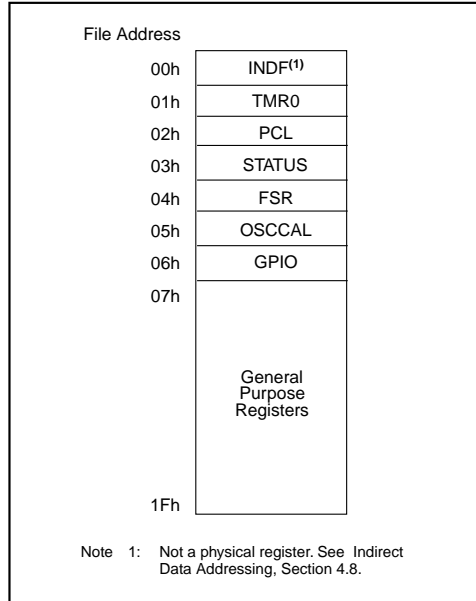 File Address
00h INDF(1)
01h TMR0
02h PCL
03h STATUS
04h FSR
05h OSCCAL
06h GPIO
07h
General
Purpose
Registers
1Fh
Note 1: Not a physical register. See Indirect
Data Addressing, Section 4.8.